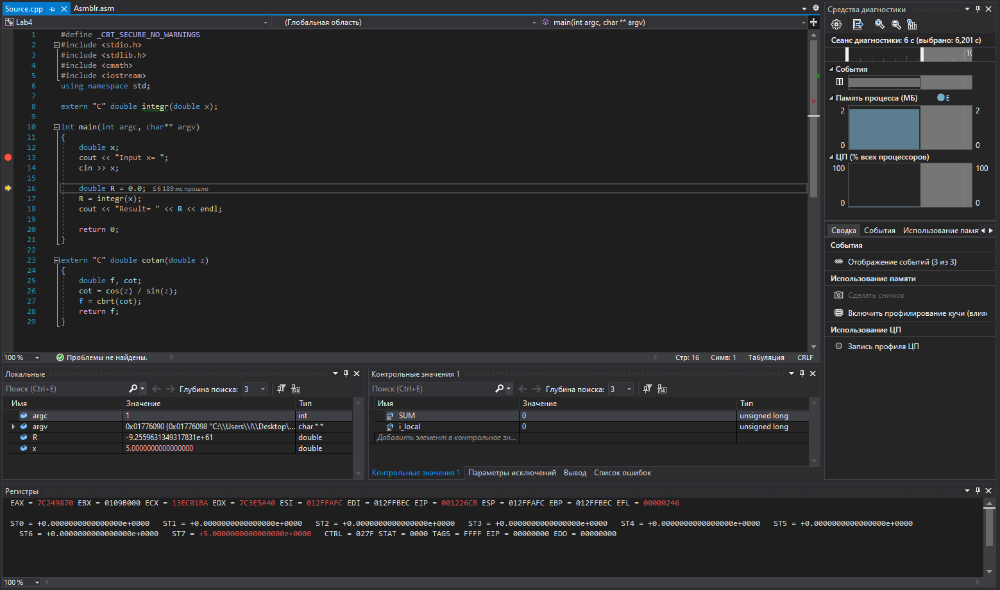 Source.cpp Asmblr.asm
Lab4 (Глобальная область) main(int argc, char ** argv)
1 #define _CRT_SECURE_NO_WARNINGS
2 #include <stdio.h>
3 #include <stdlib.h>
4 #include <cmath>
5 #include <iostream>
6 using namespace std;
7
8 extern "C" double integr(double x);
9
10 int main(int argc, char** argv)
11 {
12 double x;
13 cout << "Input x= ";
14 cin >> x;
15
16 double R = 0.0; ≤6 189 мс прошло
17 R = integr(x);
18 cout << "Result= " << R << endl;
19
20 return 0;
21 }
22
23 extern "C" double cotan(double z)
24 {
25 double f, cot;
26 cot = cos(z) / sin(z);
27 f = cbrt(cot);
28 return f;
29 }
100 % Проблемы не найдены. Стр: 16 Симв: 1 Табуляция CRLF
Средства диагностики
Сеанс диагностики: 6 с (выбрано: 6,201 с)
10
События
Память процесса (МБ) Е
2 2
0 0
ЦП (% всех процессоров)
100 100
0 0
Сводка События Использование памя
События
Отображение событий (3 из 3)
Использование памяти
Сделать снимок
Включить профилирование кучи (влия
Использование ЦП
Запись профиля ЦП
Локальные
Поиск (Ctrl+E) Глубина поиска: 3
Имя Значение Тип
argc 1 int
argv 0x01776090 {0x01776098 "C:\\Users\\I\\Desktop\... char * *
R -9.2559631349317831e+61 double
x 5.0000000000000000 double
Контрольные значения 1
Поиск (Ctrl+E) Глубина поиска: 3
Имя Значение Тип
SUM 0 unsigned long
i_local 0 unsigned long
Добавить элемент в контрольное зн...
Контрольные значения 1 Параметры исключений Вывод Список ошибок
Регистры
EAX = 7C249870 EBX = 0109B000 ECX = 13EC01BA EDX = 7C3E5A40 ESI = 012FFAFC EDI = 012FFBEC EIP = 001226CB ESP = 012FFAFC EBP = 012FFBEC EFL = 00000246
ST0 = +0.0000000000000000e+0000 ST1 = +0.0000000000000000e+0000 ST2 = +0.0000000000000000e+0000 ST3 = +0.0000000000000000e+0000 ST4 = +0.0000000000000000e+0000 ST5 = +0.0000000000000000e+0000
ST6 = +0.0000000000000000e+0000 ST7 = +5.0000000000000000e+0000 CTRL = 027F STAT = 0000 TAGS = FFFF EIP = 00000000 EDO = 00000000
100 %